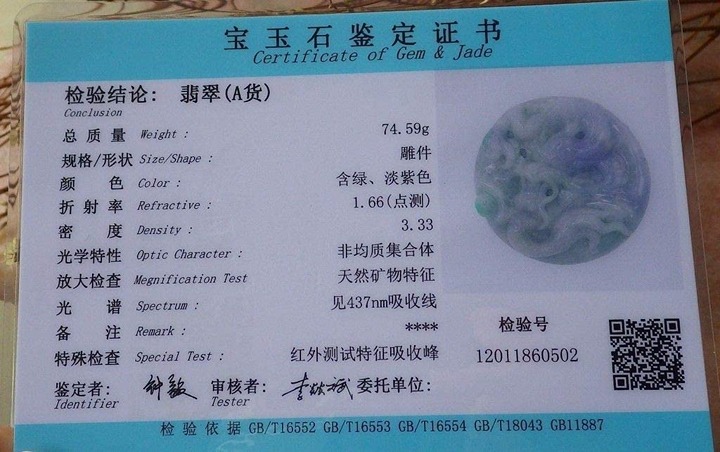 宝玉石鉴定证书
Certificate of Gem & Jade
检验结论: 翡翠(A货)
Conclusion
总质量 Weight : 74.59g
规格/形状 Size/Shape : 雕件
颜色 Color : 含绿、淡紫色
折射率 Refractive : 1.66(点测)
密度 Density : 3.33
光学特性 Optic Character : 非均质集合体
放大检查 Megnification Test 天然矿物特征
光谱 Spectrum : 见437nm吸收线
备注 Remark : ****
特殊检查 Special Test : 红外测试特征吸收峰
检验号
12011860502
鉴定者: 审核者: 委托单位:
Identifier Tester
检验依据 GB/T16552 GB/T16553 GB/T16554 GB/T18043 GB11887